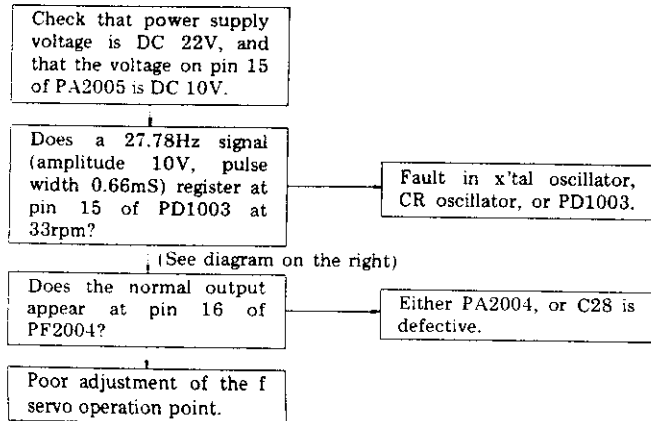 Check that power supply
voltage is DC 22V, and
that the voltage on pin 15
of PA2005 is DC 10V.
Does a 27.78Hz signal
(amplitude 10V, pulse
width 0.66mS) register at
pin 15 of PD1003 at
33rpm?
Fault in x'tal oscillator,
CR oscillator, or PD1003.
(See diagram on the right)
Does the normal output
appear at pin 16 of
PF2004?
Either PA2004, or C28 is
defective.
Poor adjustment of the f
servo operation point.